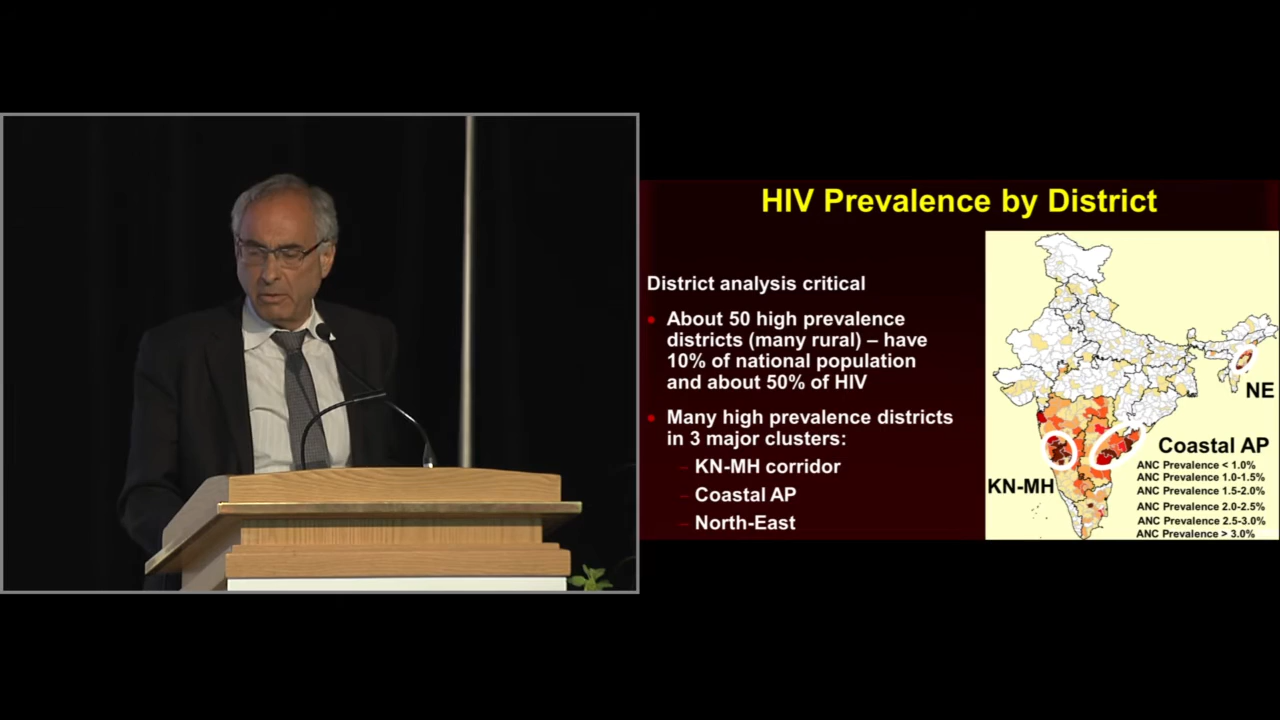 HIV Prevalence by District
District analysis critical
About 50 high prevalence
districts (many rural) – have
10% of national population
and about 50% of HIV
Many high prevalence districts
in 3 major clusters:
– KN-MH corridor
– Coastal AP
– North-East
NE
Coastal AP
KN-MH
ANC Prevalence < 1.0%
ANC Prevalence 1.0-1.5%
ANC Prevalence 1.5-2.0%
ANC Prevalence 2.0-2.5%
ANC Prevalence 2.5-3.0%
ANC Prevalence > 3.0%